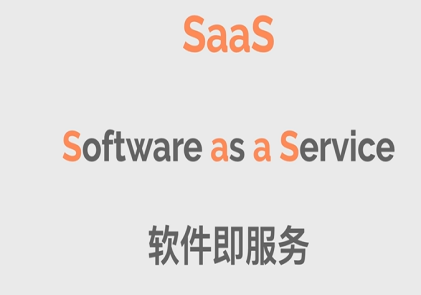 SaaS
Software as a Service
软件即服务